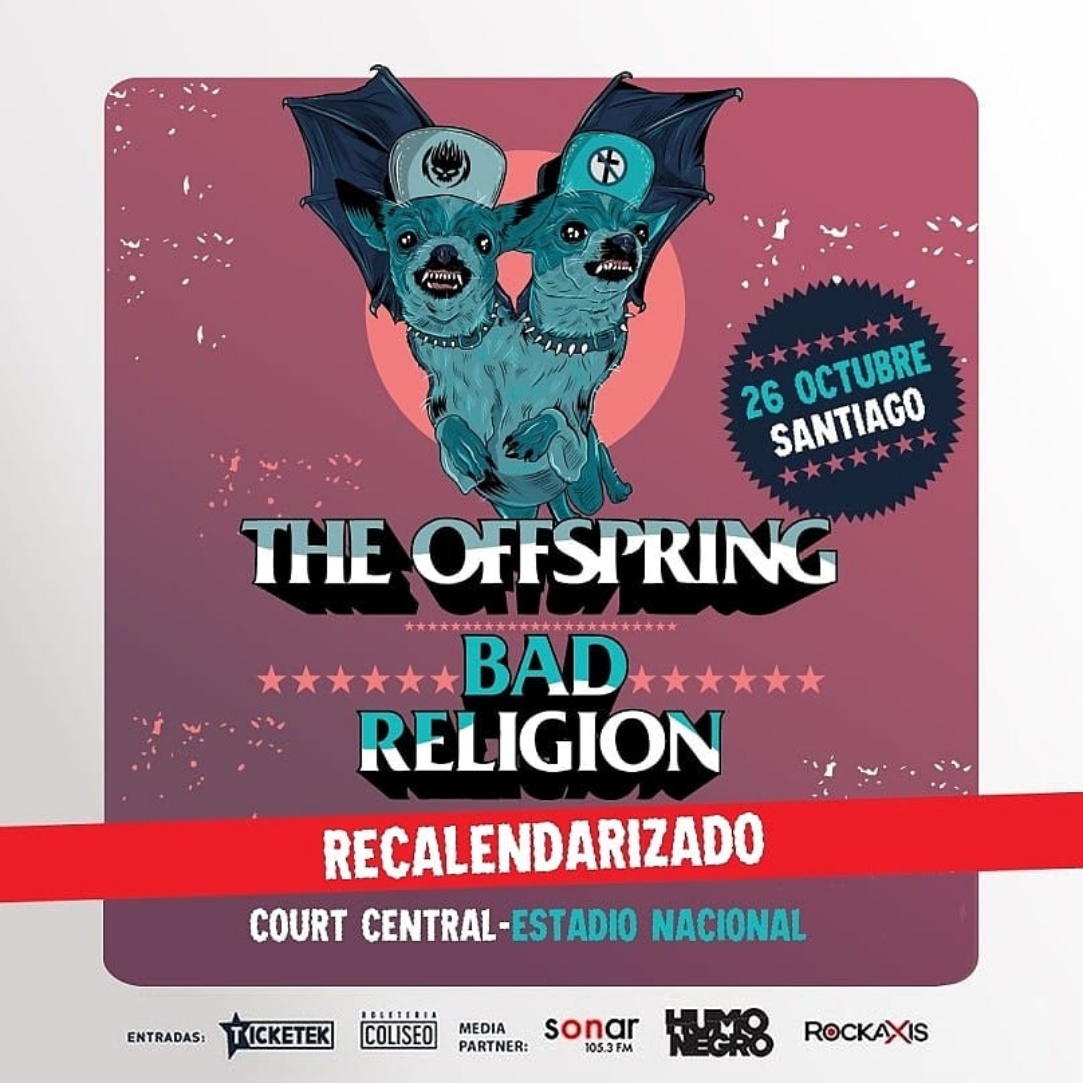 26 OCTUBRE
SANTIAGO
THE OFFSPRING
BAD
RELIGION
RECALENDARIZADO
COURT CENTRAL-ESTADIO NACIONAL
ENTRADAS:
TICKETEK
BOLETERIA
COLISEO
MEDIA
PARTNER:
sonar
105.3 FM
HUMO
NEGRO
ROCKAXIS